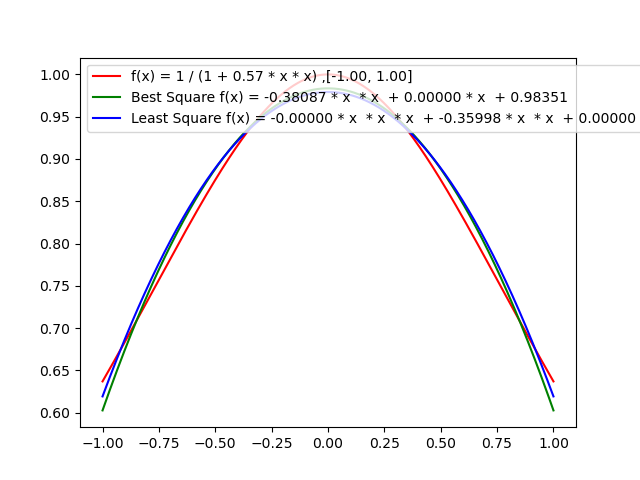 f(x) = 1 / (1 + 0.57 * x * x) ,[-1.00, 1.00]
Best Square f(x) = -0.38087 * x * x + 0.00000 * x + 0.98351
Least Square f(x) = -0.00000 * x * x * x + -0.35998 * x * x + 0.00000
1.00
0.95
0.90
0.85
0.80
0.75
0.70
0.65
0.60
−1.00 −0.75 −0.50 −0.25 0.00 0.25 0.50 0.75 1.00